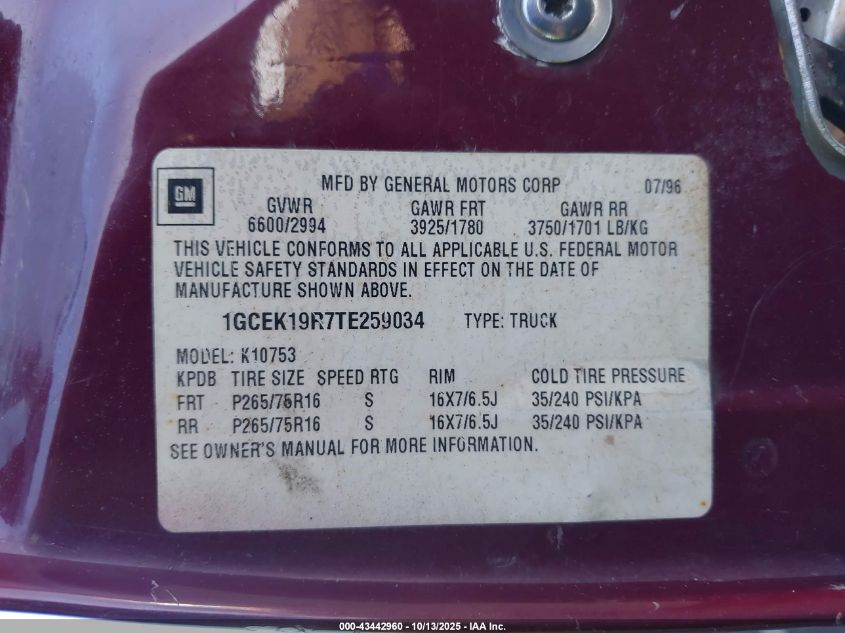 GM
MFD BY GENERAL MOTORS CORP 07/96
GVWR GAWR FRT GAWR RR
6600/2994 3925/1780 3750/1701 LB/KG
THIS VEHICLE CONFORMS TO ALL APPLICABLE U.S. FEDERAL MOTOR
VEHICLE SAFETY STANDARDS IN EFFECT ON THE DATE OF
MANUFACTURE SHOWN ABOVE.
1GCEK19R7TE259034 TYPE: TRUCK
MODEL: K10753
KPDB TIRE SIZE SPEED RTG RIM COLD TIRE PRESSURE
FRT P265/75R16 S 16X7/6.5J 35/240 PSI/KPA
RR P265/75R16 S 16X7/6.5J 35/240 PSI/KPA
SEE OWNER'S MANUAL FOR MORE INFORMATION.
000-43442960 - 10/13/2025 - IAA Inc.